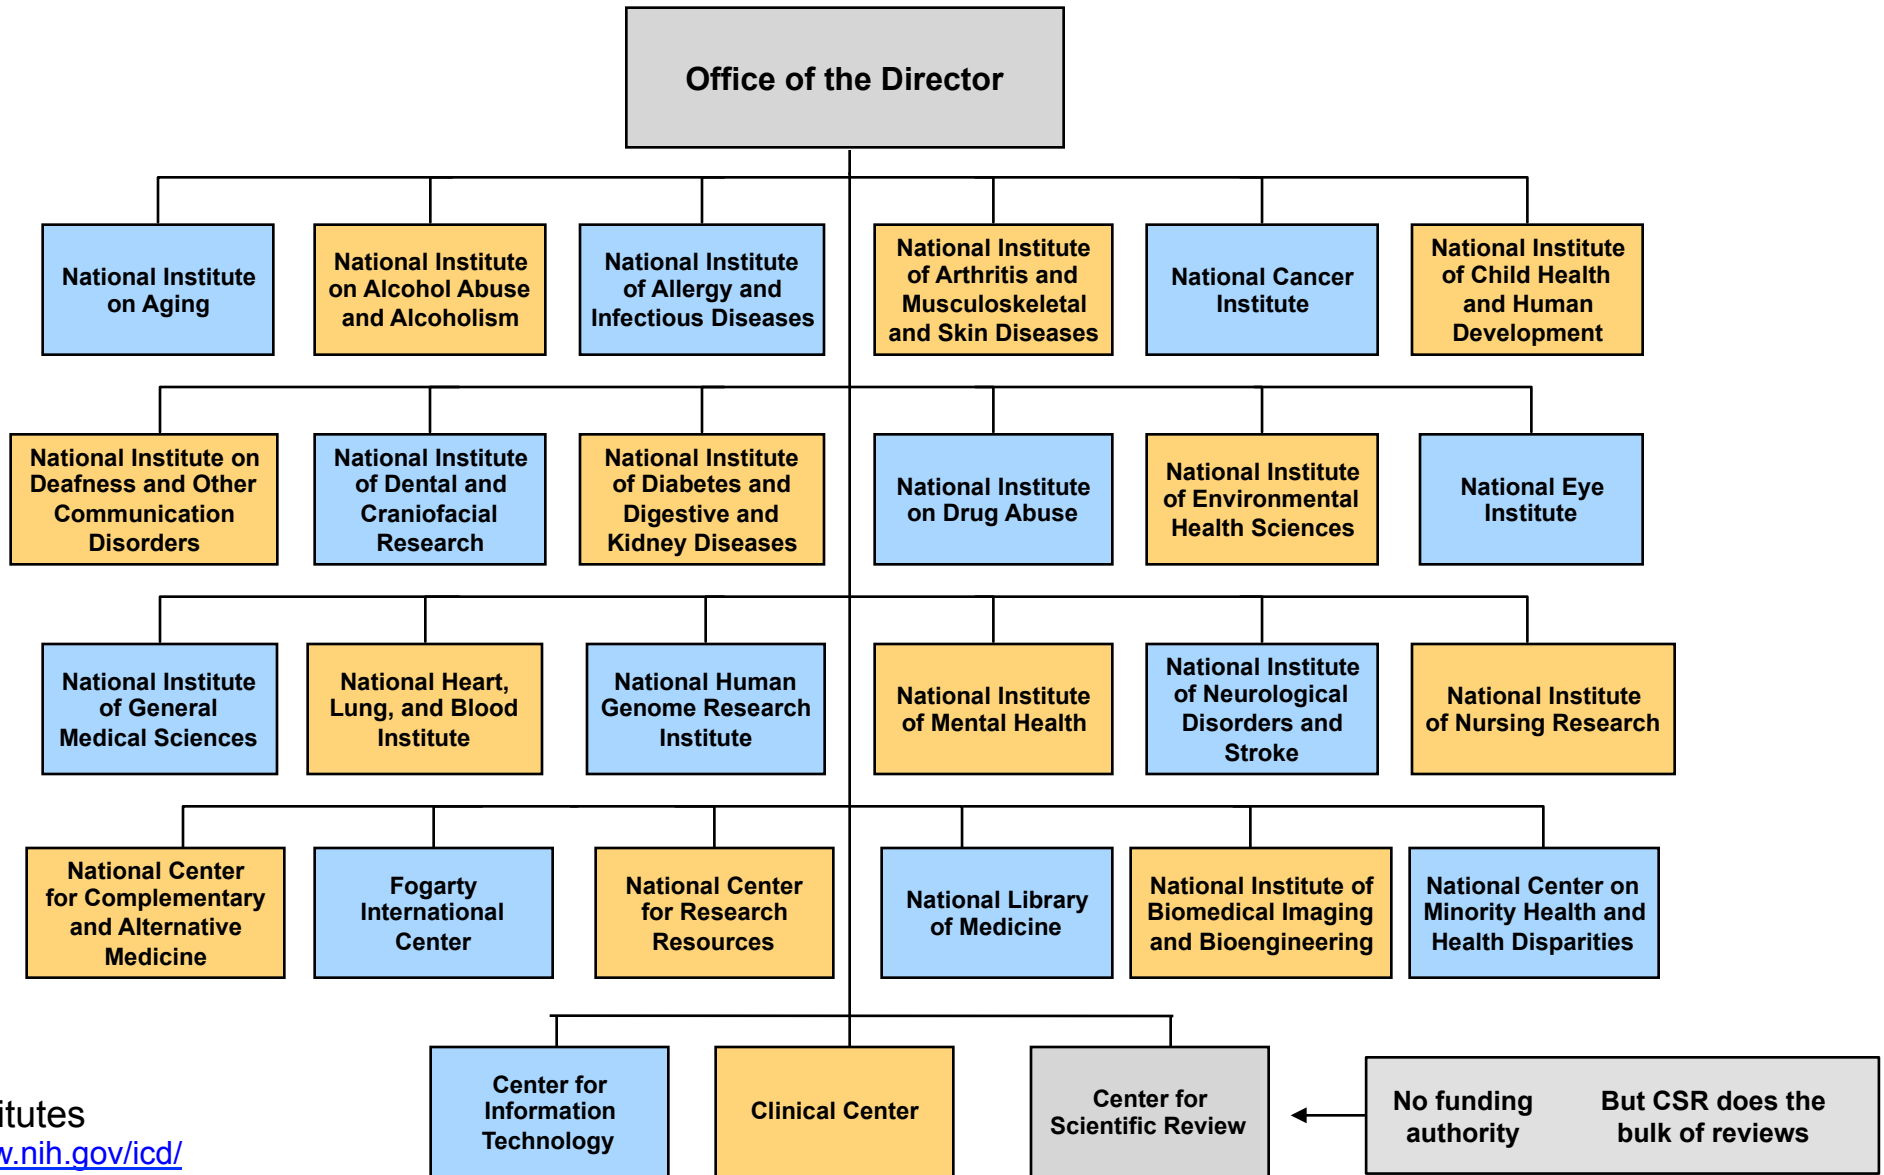 Office of the Director
National Institute
on Aging
National Institute
on Alcohol Abuse
and Alcoholism
National Institute
of Allergy and
Infectious Diseases
National Institute
of Arthritis and
Musculoskeletal
and Skin Diseases
National Cancer
Institute
National Institute
of Child Health
and Human
Development
National Institute on
Deafness and Other
Communication
Disorders
National Institute
of Dental and
Craniofacial
Research
National Institute
of Diabetes and
Digestive and
Kidney Diseases
National Institute
on Drug Abuse
National Institute
of Environmental
Health Sciences
National Eye
Institute
National Institute
of General
Medical Sciences
National Heart,
Lung, and Blood
Institute
National Human
Genome Research
Institute
National Institute
of Mental Health
National Institute
of Neurological
Disorders and
Stroke
National Institute
of Nursing Research
National Center
for Complementary
and Alternative
Medicine
Fogarty
International
Center
National Center
for Research
Resources
National Library
of Medicine
National Institute of
Biomedical Imaging
and Bioengineering
National Center on
Minority Health and
Health Disparities
Center for
Information
Technology
Clinical Center
Center for
Scientific Review
No funding
authority
But CSR does the
bulk of reviews
itutes
w.nih.gov/icd/